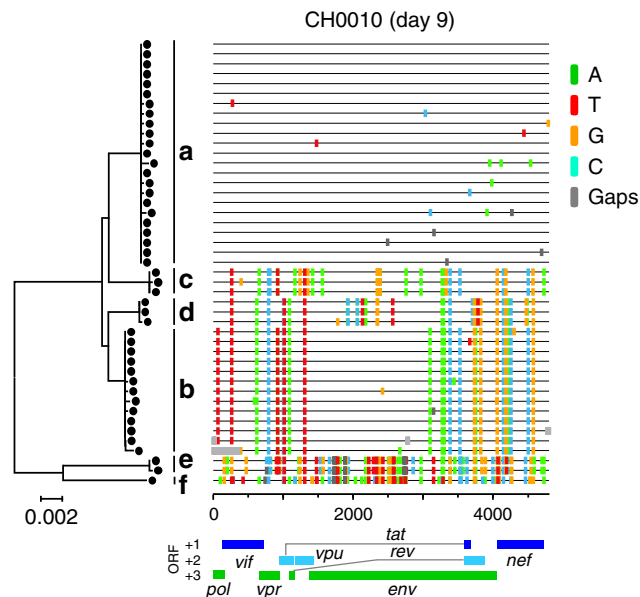 CH0010 (day 9)
A
T
G
C
Gaps
a
c
d
b
e
f
0.002
0 2000 4000
ORF
+1
+2
+3
tat
vif
vpu
rev
nef
pol
vpr
env